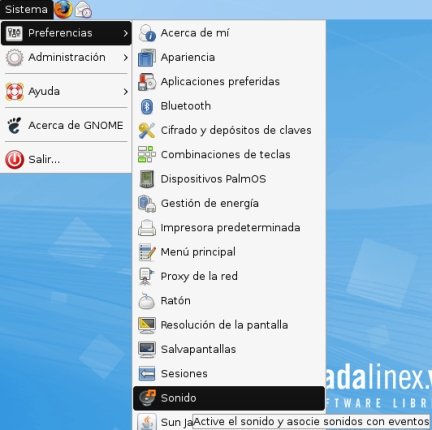 Sistema
Preferencias
Administración
Ayuda
Acerca de GNOME
Salir...
Acerca de mí
Apariencia
Aplicaciones preferidas
Bluetooth
Cifrado y depósitos de claves
Combinaciones de teclas
Dispositivos PalmOS
Gestión de energía
Impresora predeterminada
Menú principal
Proxy de la red
Ratón
Resolución de la pantalla
Salvapantallas
Sesiones
Sonido
Sun Ja
Active el sonido y asocie sonidos con eventos
adalinex.v
SOFTWARE LIBR